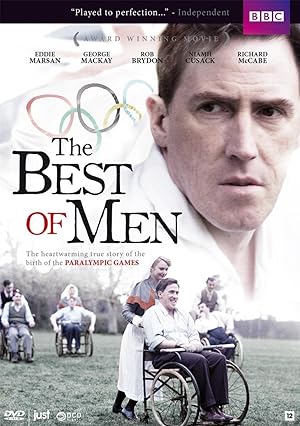 "Played to perfection..." - Independent
BBC
AWARD WINNING MOVIE
EDDIE MARSAN
GEORGE MACKAY
ROB BRYDON
NIAMH CUSACK
RICHARD McCABE
The
BEST
OF MEN
The heartwarming true story of the
birth of the PARALYMPIC GAMES
DVD
just
12